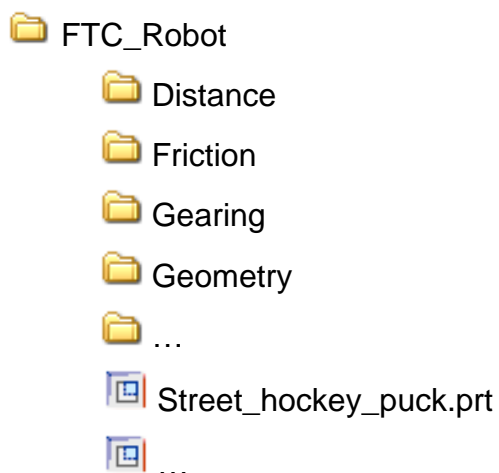 FTC_Robot
Distance
Friction
Gearing
Geometry
…
Street_hockey_puck.prt
…